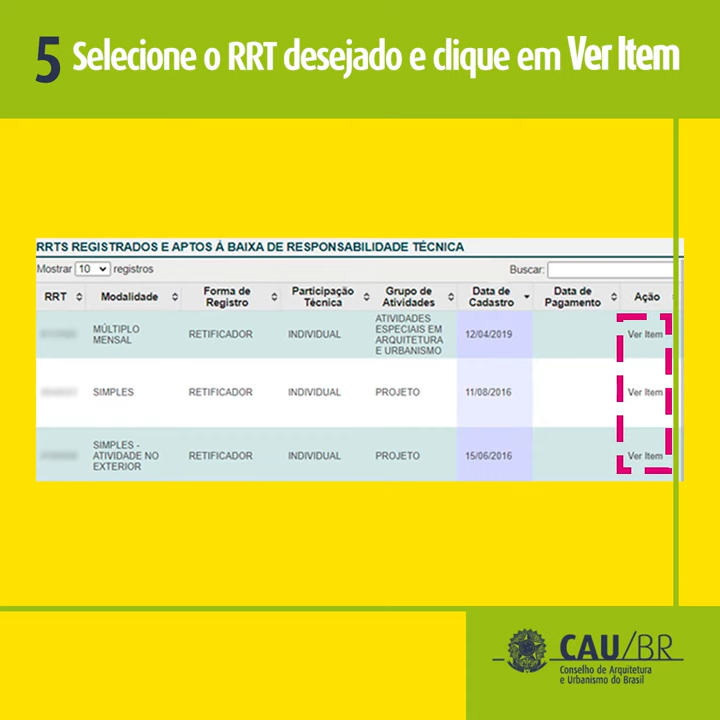 5 Selecione o RRT desejado e clique em Ver Item
RRTS REGISTRADOS E APTOS Á BAIXA DE RESPONSABILIDADE TÉCNICA
Mostrar 10 registros Buscar:
RRT Modalidade Forma de Registro Participação Técnica Grupo de Atividades Data de Cadastro Data de Pagamento Ação
MÚLTIPLO MENSAL RETIFICADOR INDIVIDUAL ATIVIDADES ESPECIAIS EM ARQUITETURA E URBANISMO 12/04/2019 Ver Item
SIMPLES RETIFICADOR INDIVIDUAL PROJETO 11/08/2016 Ver Item
SIMPLES - ATIVIDADE NO EXTERIOR RETIFICADOR INDIVIDUAL PROJETO 15/06/2016 Ver Item
CAU/BR
Conselho de Arquitetura
e Urbanismo do Brasil